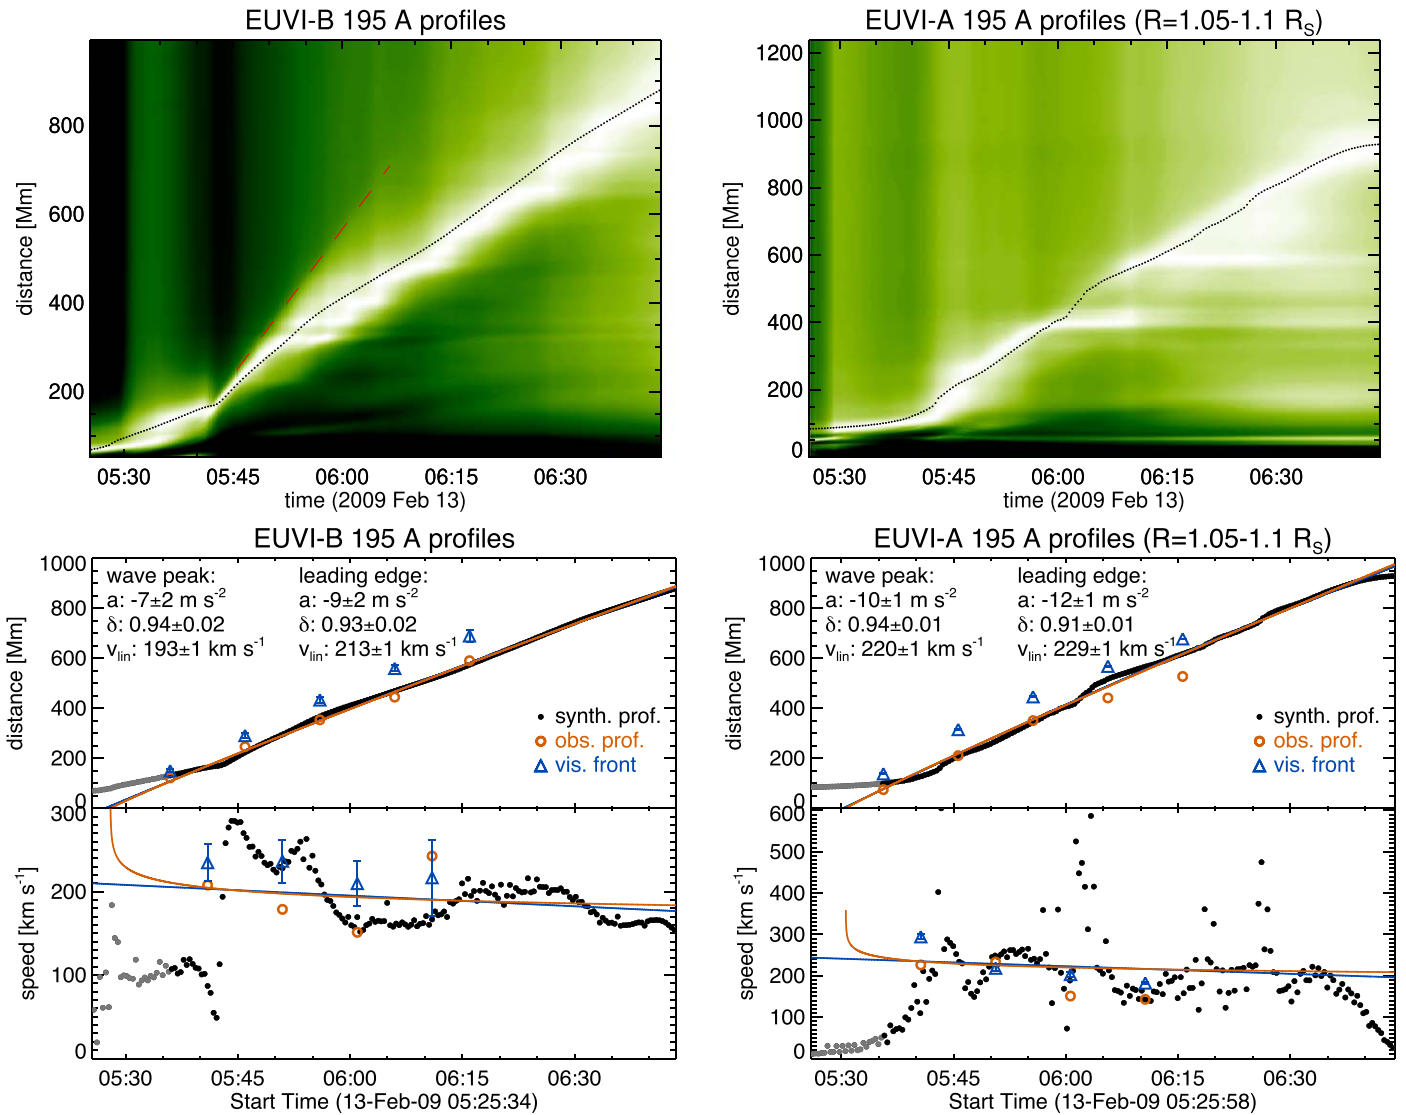 EUVI-B 195 A profiles
distance [Mm]
800
600
400
200
05:30 05:45 06:00 06:15 06:30
time (2009 Feb 13)
EUVI-A 195 A profiles (R=1.05-1.1 R_S)
distance [Mm]
1200
1000
800
600
400
200
0
05:30 05:45 06:00 06:15 06:30
time (2009 Feb 13)
EUVI-B 195 A profiles
distance [Mm]
1000
800
600
400
200
0
wave peak:
a: -7±2 m s⁻²
δ: 0.94±0.02
v_lin: 193±1 km s⁻¹
leading edge:
a: -9±2 m s⁻²
δ: 0.93±0.02
v_lin: 213±1 km s⁻¹
synth. prof.
obs. prof.
vis. front
speed [km s⁻¹]
300
200
100
0
05:30 05:45 06:00 06:15 06:30
Start Time (13-Feb-09 05:25:34)
EUVI-A 195 A profiles (R=1.05-1.1 R_S)
distance [Mm]
1000
800
600
400
200
0
wave peak:
a: -10±1 m s⁻²
δ: 0.94±0.01
v_lin: 220±1 km s⁻¹
leading edge:
a: -12±1 m s⁻²
δ: 0.91±0.01
v_lin: 229±1 km s⁻¹
synth. prof.
obs. prof.
vis. front
speed [km s⁻¹]
600
500
400
300
200
100
0
05:30 05:45 06:00 06:15 06:30
Start Time (13-Feb-09 05:25:58)